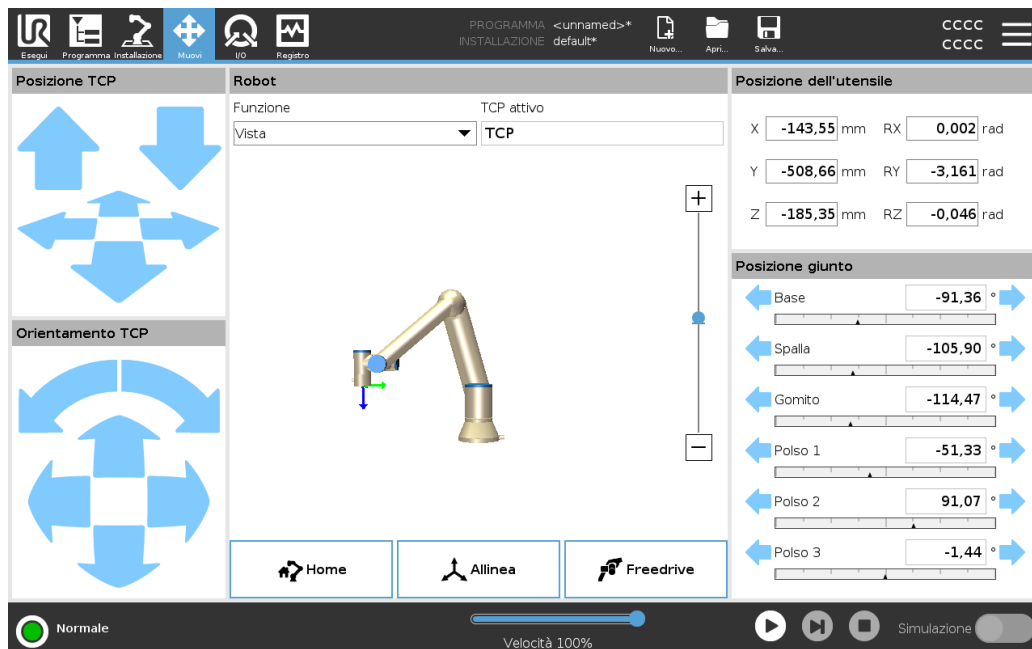 PROGRAMMA <unnamed>*
INSTALLAZIONE default*
CCCC
CCCC
UR
Esegui Programma Installazione Muovi I/O Registro Nuovo... Apri... Salva...
Posizione TCP
Robot
Posizione dell'utensile
Funzione
TCP attivo
Vista
TCP
X -143,55 mm RX 0,002 rad
Y -508,66 mm RY -3,161 rad
Z -185,35 mm RZ -0,046 rad
Posizione giunto
Base -91,36 °
Spalla -105,90 °
Gomito -114,47 °
Polso 1 -51,33 °
Polso 2 91,07 °
Polso 3 -1,44 °
Orientamento TCP
Home
Allinea
Freedrive
Normale
Velocità 100%
Simulazione